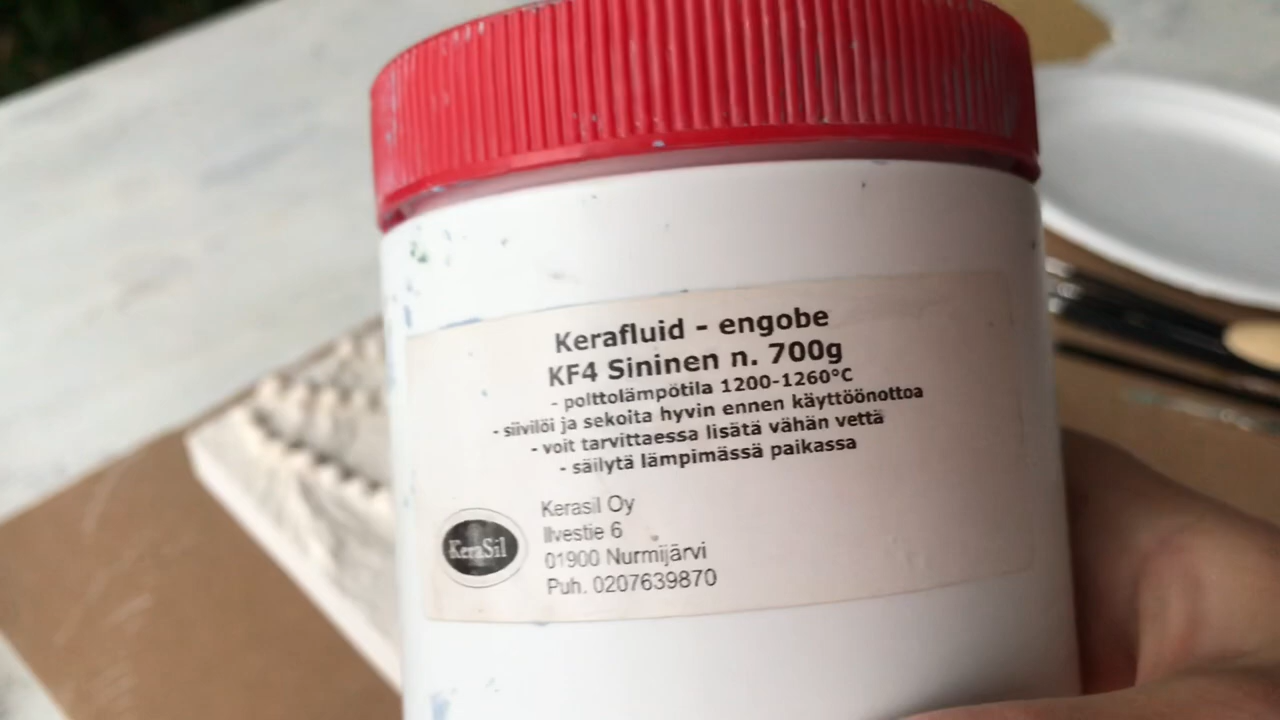 Kerafluid - engobe
KF4 Sininen n. 700g
- polttolämpötila 1200-1260°C
- siivilöi ja sekoita hyvin ennen käyttöönottoa
- voit tarvittaessa lisätä vähän vettä
- säilytä lämpimässä paikassa
KeraSil
Kerasil Oy
Ilvestie 6
01900 Nurmijärvi
Puh. 0207639870